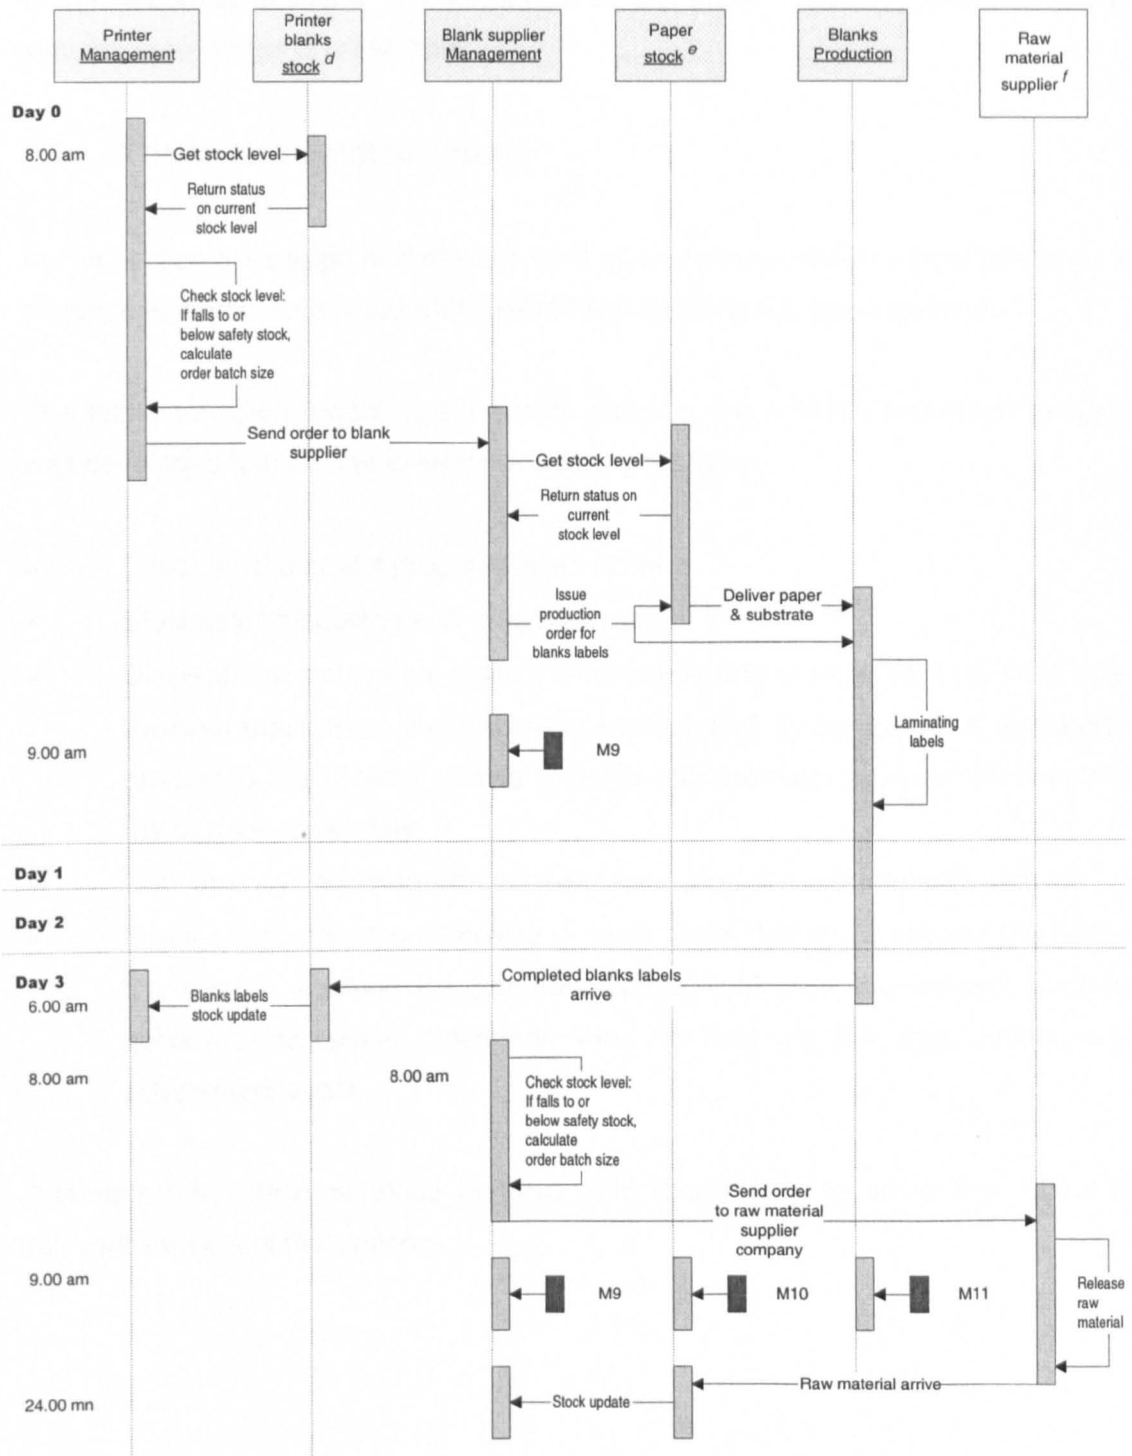 Printer
Management
Printer
blanks
stock d
Blank supplier
Management
Paper
stock e
Blanks
Production
Raw
material
supplier f
Day 0
8.00 am
Get stock level
Return status
on current
stock level
Check stock level:
If falls to or
below safety stock,
calculate
order batch size
Send order to blank
supplier
Get stock level
Return status on
current
stock level
Issue
production
order for
blanks labels
Deliver paper
& substrate
Laminating
labels
9.00 am
M9
Day 1
Day 2
Day 3
6.00 am
Blanks labels
stock update
Completed blanks labels
arrive
8.00 am
8.00 am
Check stock level:
If falls to or
below safety stock,
calculate
order batch size
Send order
to raw material
supplier
company
9.00 am
M9
M10
M11
Release
raw
material
Raw material arrive
24.00 mn
Stock update